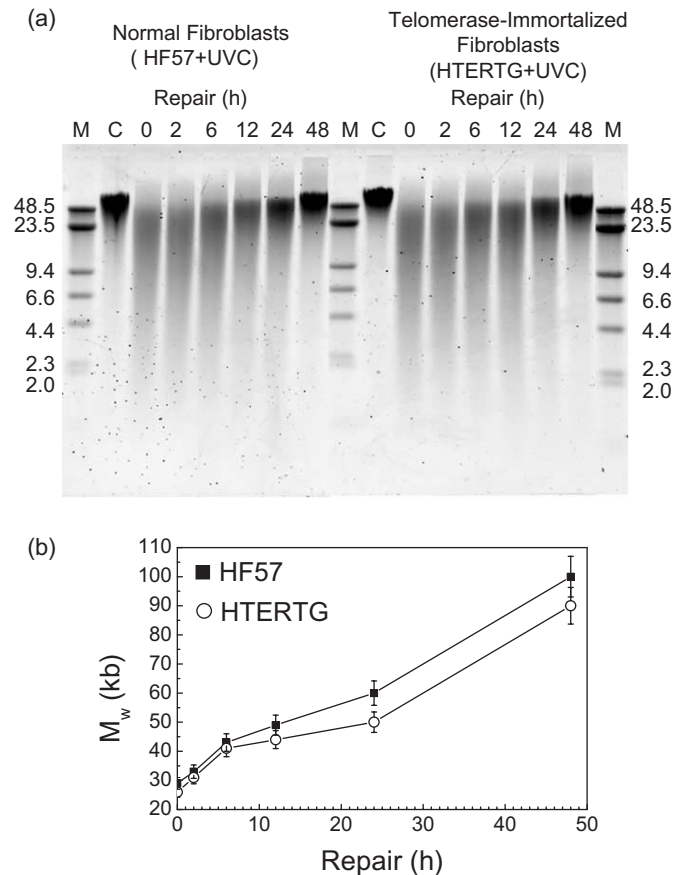 (a)
Normal Fibroblasts
( HF57+UVC)
Telomerase-Immortalized
Fibroblasts
(HTERTG+UVC)
Repair (h)
Repair (h)
M C 0 2 6 12 24 48 M C 0 2 6 12 24 48 M
48.5
23.5
9.4
6.6
4.4
2.3
2.0
48.5
23.5
9.4
6.6
4.4
2.3
2.0
(b)
110
100
90
80
70
60
50
40
30
20
M_w (kb)
HF57
HTERTG
0 10 20 30 40 50
Repair (h)